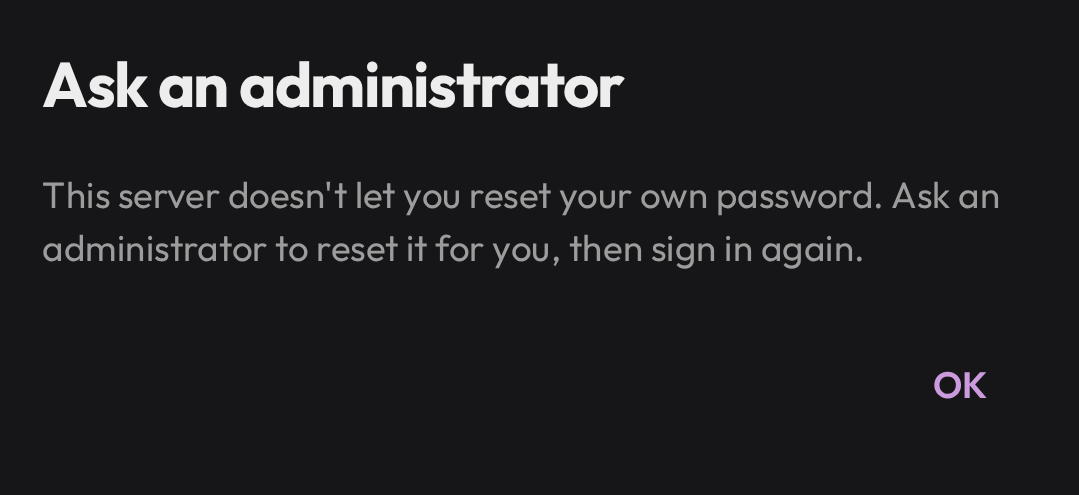 Ask an administrator
This server doesn't let you reset your own password. Ask an
administrator to reset it for you, then sign in again.
OK